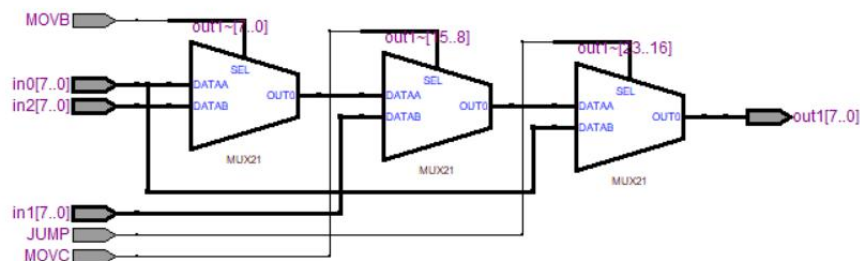 MOVB
out1~[7..0]
SEL
in0[7..0]
DATAA
OUT0
in2[7..0]
DATAB
MUX21
out1~[15..8]
SEL
DATAA
OUT0
DATAB
MUX21
out1~[23..16]
SEL
DATAA
OUT0
DATAB
MUX21
out1[7..0]
in1[7..0]
JUMP
MOVC